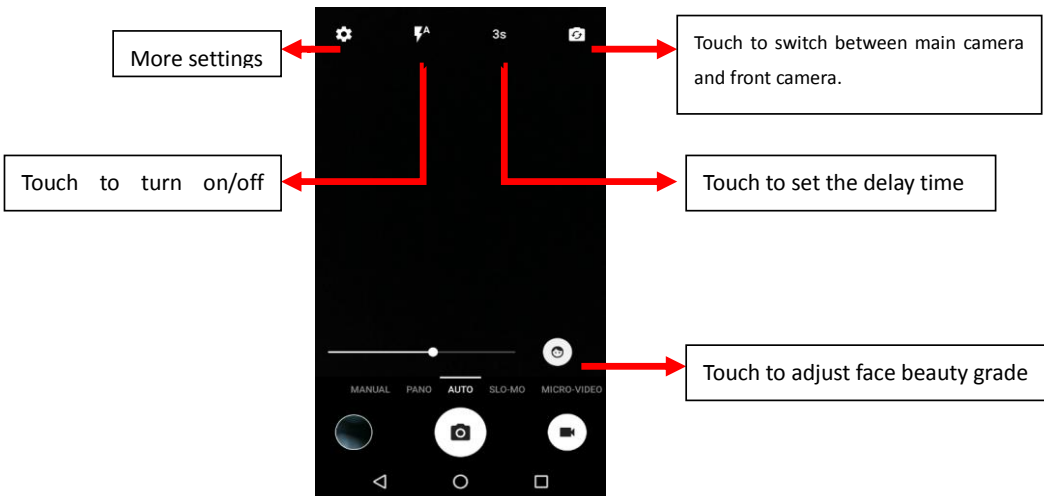 A
3s
More settings
Touch to switch between main camera
and front camera.
Touch to turn on/off
Touch to set the delay time
Touch to adjust face beauty grade
MANUAL PANO AUTO SLO-MO MICRO-VIDEO